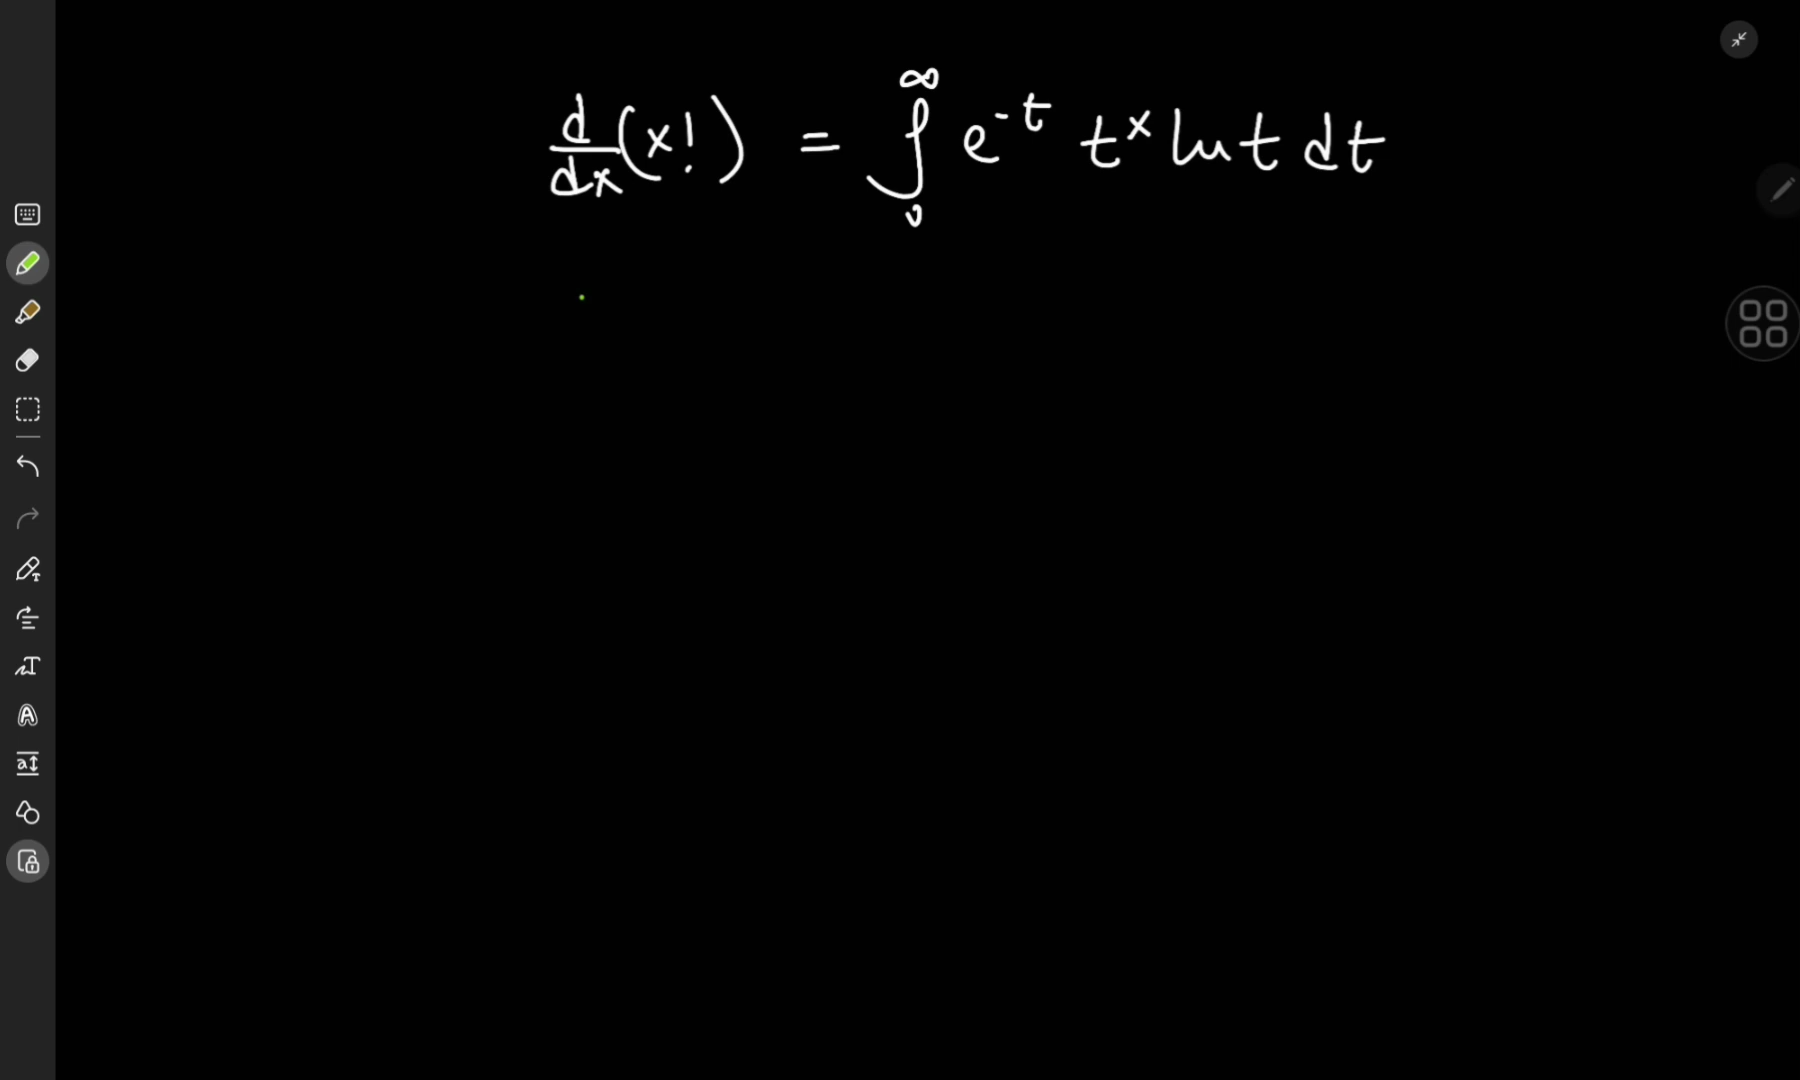 d/dx (x!) = ∫₀^∞ e^{-t} t^x ln t dt